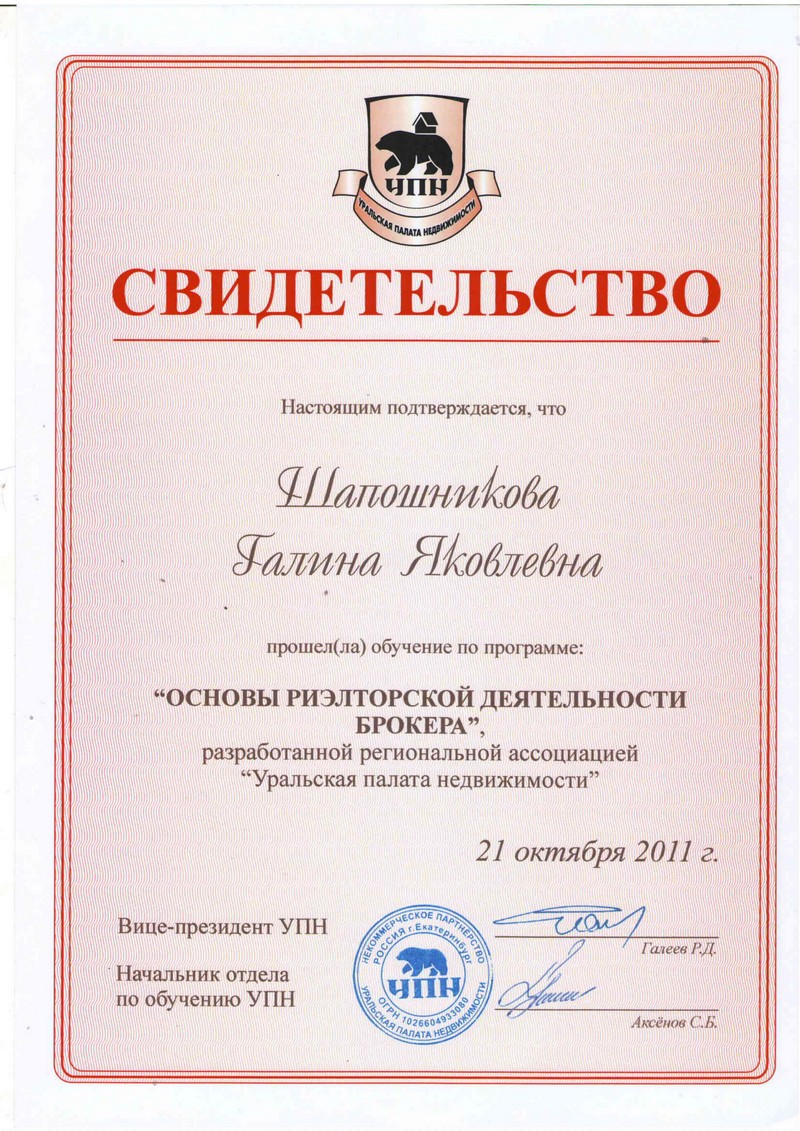 УПН
УРАЛЬСКАЯ ПАЛАТА НЕДВИЖИМОСТИ
СВИДЕТЕЛЬСТВО
Настоящим подтверждается, что
Шапошникова
Галина Яковлевна
прошел(ла) обучение по программе:
“ОСНОВЫ РИЭЛТОРСКОЙ ДЕЯТЕЛЬНОСТИ
БРОКЕРА”,
разработанной региональной ассоциацией
“Уральская палата недвижимости”
21 октября 2011 г.
Вице-президент УПН
Галеев Р.Д.
Начальник отдела
по обучению УПН
Аксёнов С.Б.
НЕКОММЕРЧЕСКОЕ ПАРТНЕРСТВО
РОССИЯ г.Екатеринбург
УПН
ОГРН 1026604933080
УРАЛЬСКАЯ ПАЛАТА НЕДВИЖИМОСТИ